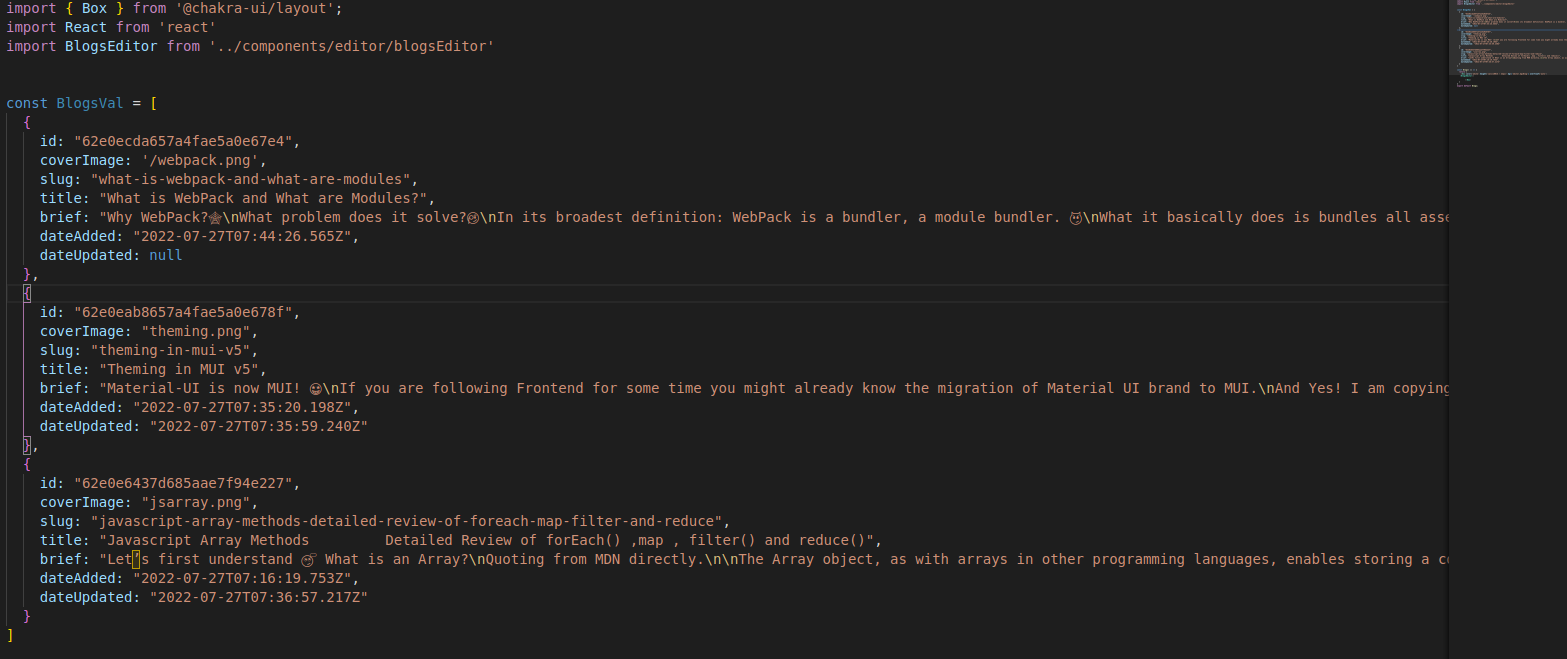 import { Box } from '@chakra-ui/layout';
import React from 'react'
import BlogsEditor from '../components/editor/blogsEditor'
const BlogsVal = [
{
id: "62e0ecda657a4fae5a0e67e4",
coverImage: '/webpack.png',
slug: "what-is-webpack-and-what-are-modules",
title: "What is WebPack and What are Modules?",
brief: "Why WebPack?\nWhat problem does it solve?\nIn its broadest definition: WebPack is a bundler, a module bundler. 😈\nWhat it basically does is bundles all asse
dateAdded: "2022-07-27T07:44:26.565Z",
dateUpdated: null
},
{
id: "62e0eab8657a4fae5a0e678f",
coverImage: "theming.png",
slug: "theming-in-mui-v5",
title: "Theming in MUI v5",
brief: "Material-UI is now MUI! 😀\nIf you are following Frontend for some time you might already know the migration of Material UI brand to MUI.\nAnd Yes! I am copying
dateAdded: "2022-07-27T07:35:20.198Z",
dateUpdated: "2022-07-27T07:35:59.240Z"
},
{
id: "62e0e6437d685aae7f94e227",
coverImage: "jsarray.png",
slug: "javascript-array-methods-detailed-review-of-foreach-map-filter-and-reduce",
title: "Javascript Array Methods         Detailed Review of forEach() ,map , filter() and reduce()",
brief: "Let’s first understand 😴 What is an Array?\nQuoting from MDN directly.\n\nThe Array object, as with arrays in other programming languages, enables storing a co
dateAdded: "2022-07-27T07:16:19.753Z",
dateUpdated: "2022-07-27T07:36:57.217Z"
}
]